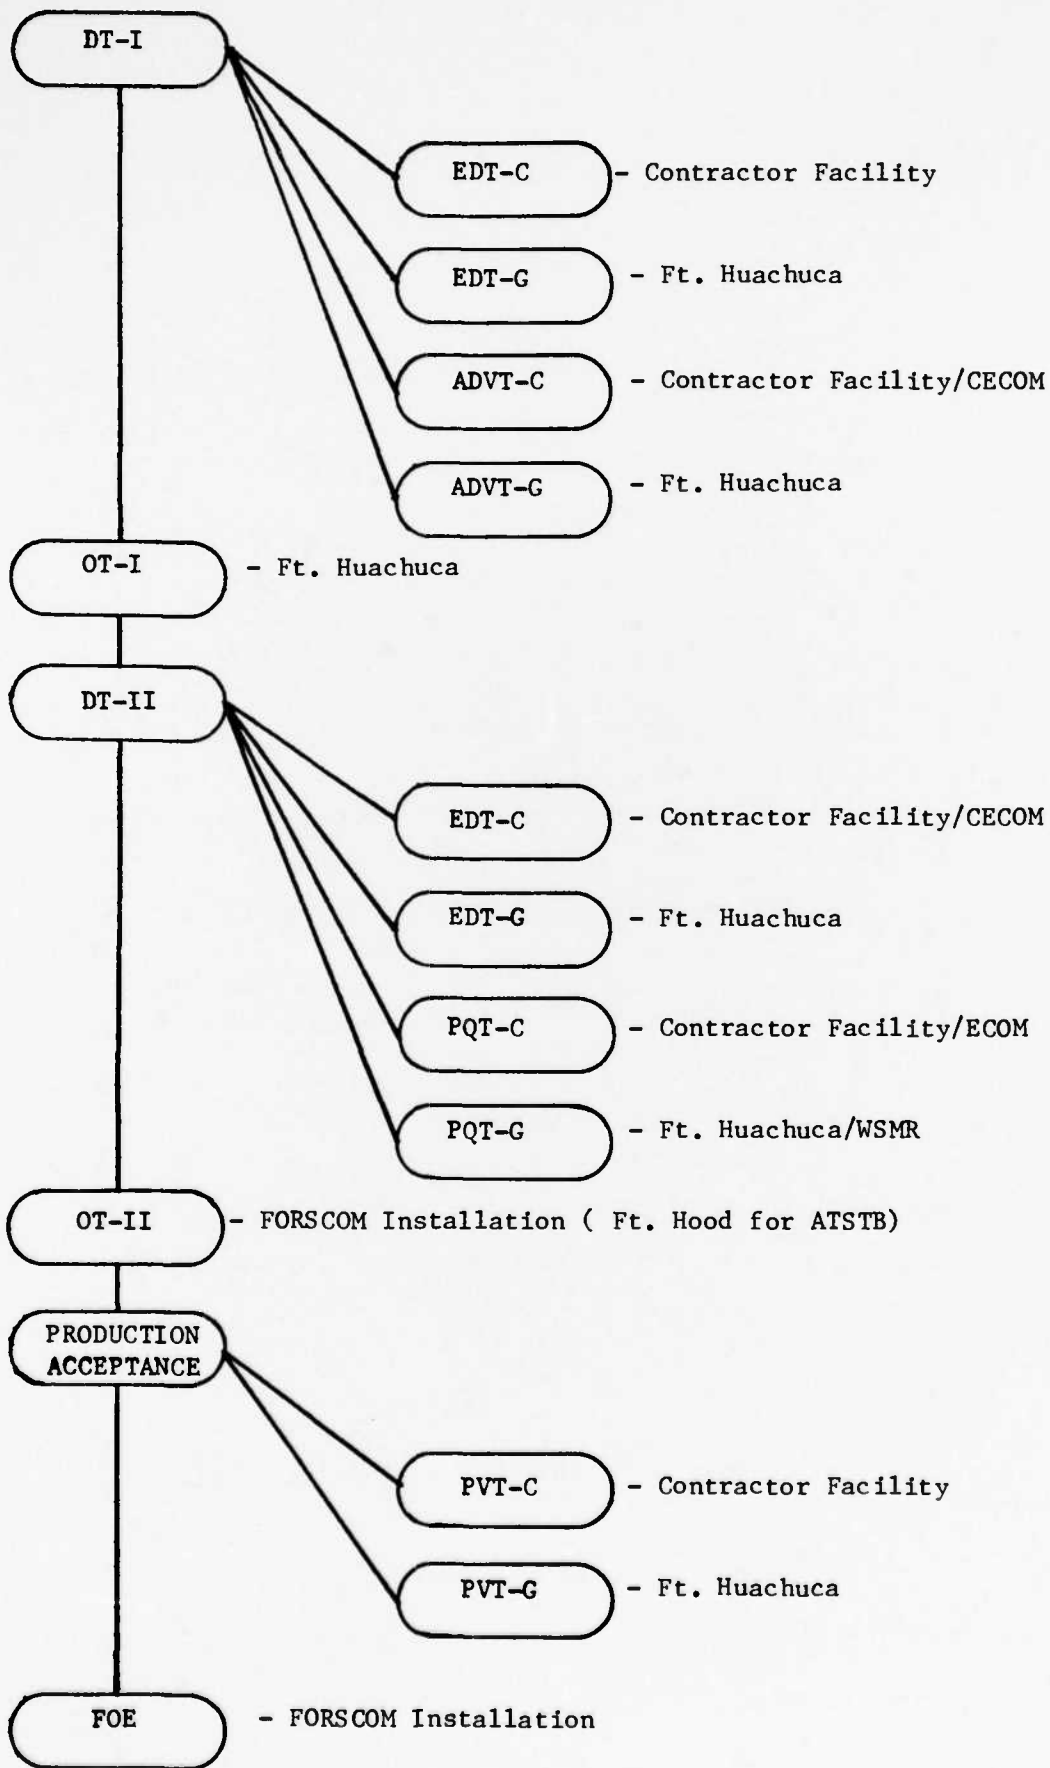 DT-I
EDT-C - Contractor Facility
EDT-G - Ft. Huachuca
ADVT-C - Contractor Facility/CECOM
ADVT-G - Ft. Huachuca
OT-I - Ft. Huachuca
DT-II
EDT-C - Contractor Facility/CECOM
EDT-G - Ft. Huachuca
PQT-C - Contractor Facility/ECOM
PQT-G - Ft. Huachuca/WSMR
OT-II - FORSCOM Installation ( Ft. Hood for ATSTB)
PRODUCTION
ACCEPTANCE
PVT-C - Contractor Facility
PVT-G - Ft. Huachuca
FOE - FORSCOM Installation